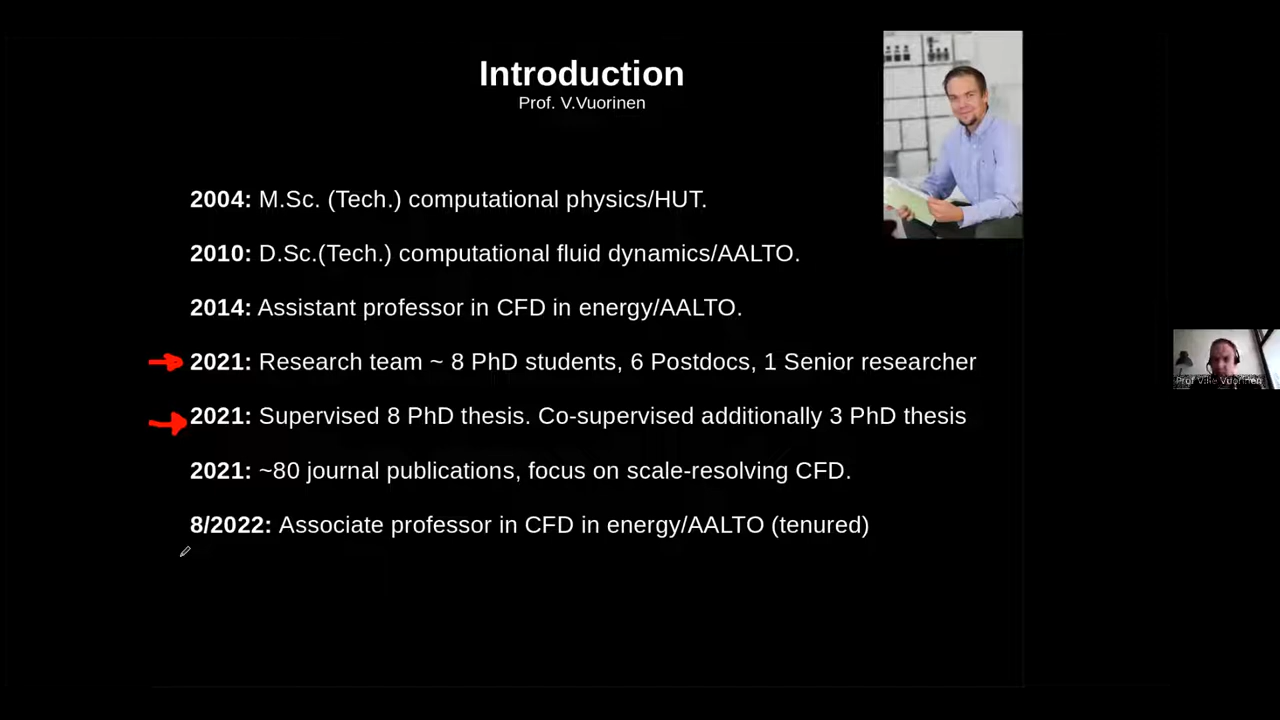 Introduction
Prof. V.Vuorinen
2004: M.Sc. (Tech.) computational physics/HUT.
2010: D.Sc.(Tech.) computational fluid dynamics/AALTO.
2014: Assistant professor in CFD in energy/AALTO.
2021: Research team ~ 8 PhD students, 6 Postdocs, 1 Senior researcher
2021: Supervised 8 PhD thesis. Co-supervised additionally 3 PhD thesis
2021: ~80 journal publications, focus on scale-resolving CFD.
8/2022: Associate professor in CFD in energy/AALTO (tenured)
Prof Ville Vuorinen